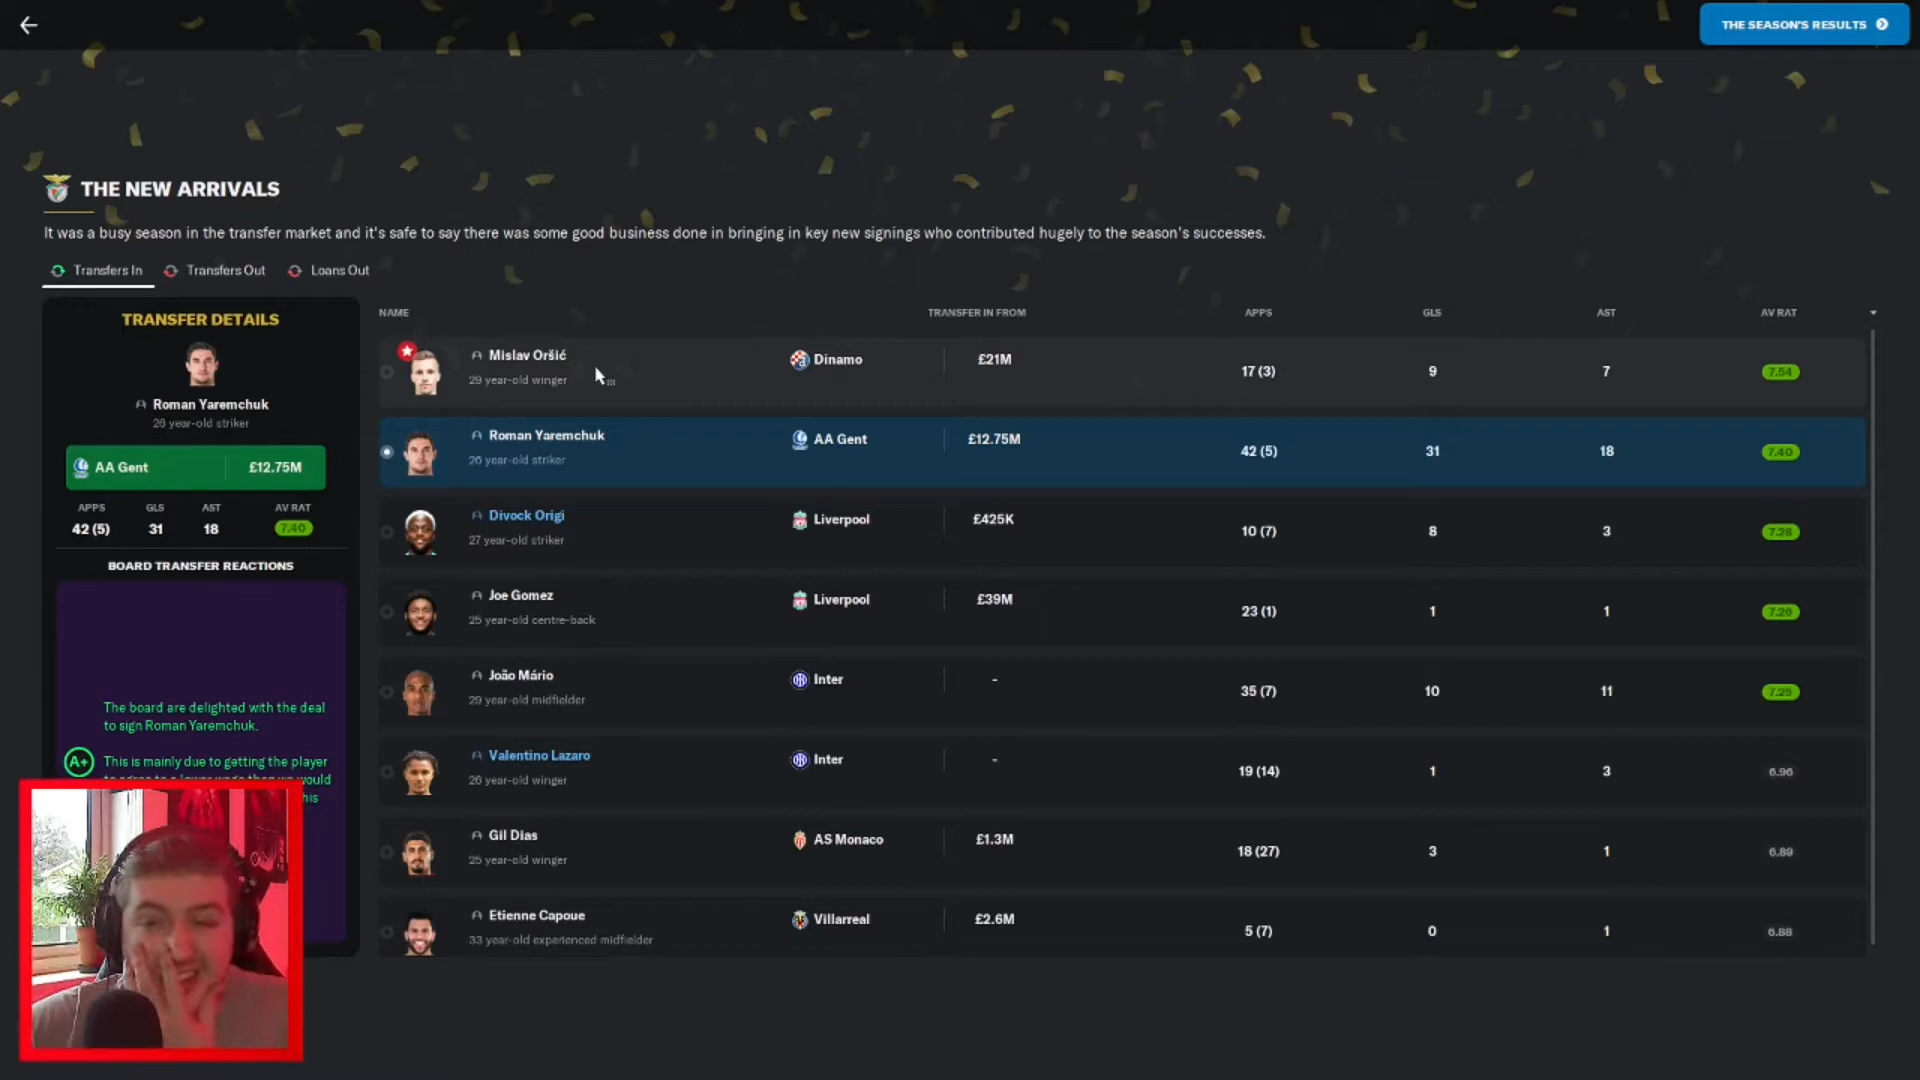 THE SEASON'S RESULTS
THE NEW ARRIVALS
It was a busy season in the transfer market and it's safe to say there was some good business done in bringing in key new signings who contributed hugely to the season's successes.
Transfers In Transfers Out Loans Out
TRANSFER DETAILS
Roman Yaremchuk
26 year-old striker
AA Gent £12.75M
APPS GLS AST AV RAT
42 (5) 31 18 7.40
BOARD TRANSFER REACTIONS
The board are delighted with the deal
to sign Roman Yaremchuk.
A+
This is mainly due to getting the player
would
his
NAME TRANSFER IN FROM APPS GLS AST AV RAT
Mislav Oršić Dinamo £21M 17 (3) 9 7 7.54
29 year-old winger
Roman Yaremchuk AA Gent £12.75M 42 (5) 31 18 7.40
26 year-old striker
Divock Origi Liverpool £425K 10 (7) 8 3 7.28
27 year-old striker
Joe Gomez Liverpool £39M 23 (1) 1 1 7.20
25 year-old centre-back
João Mário Inter - 35 (7) 10 11 7.25
29 year-old midfielder
Valentino Lazaro Inter - 19 (14) 1 3 6.96
26 year-old winger
Gil Dias AS Monaco £1.3M 18 (27) 3 1 6.89
25 year-old winger
Etienne Capoue Villarreal £2.6M 5 (7) 0 1 6.88
33 year-old experienced midfielder